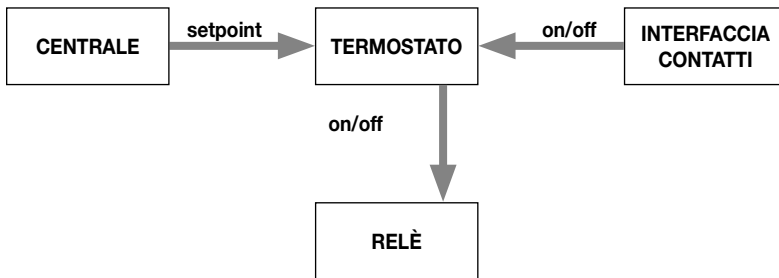 CENTRALE
setpoint
TERMOSTATO
on/off
INTERFACCIA
CONTATTI
on/off
RELÈ